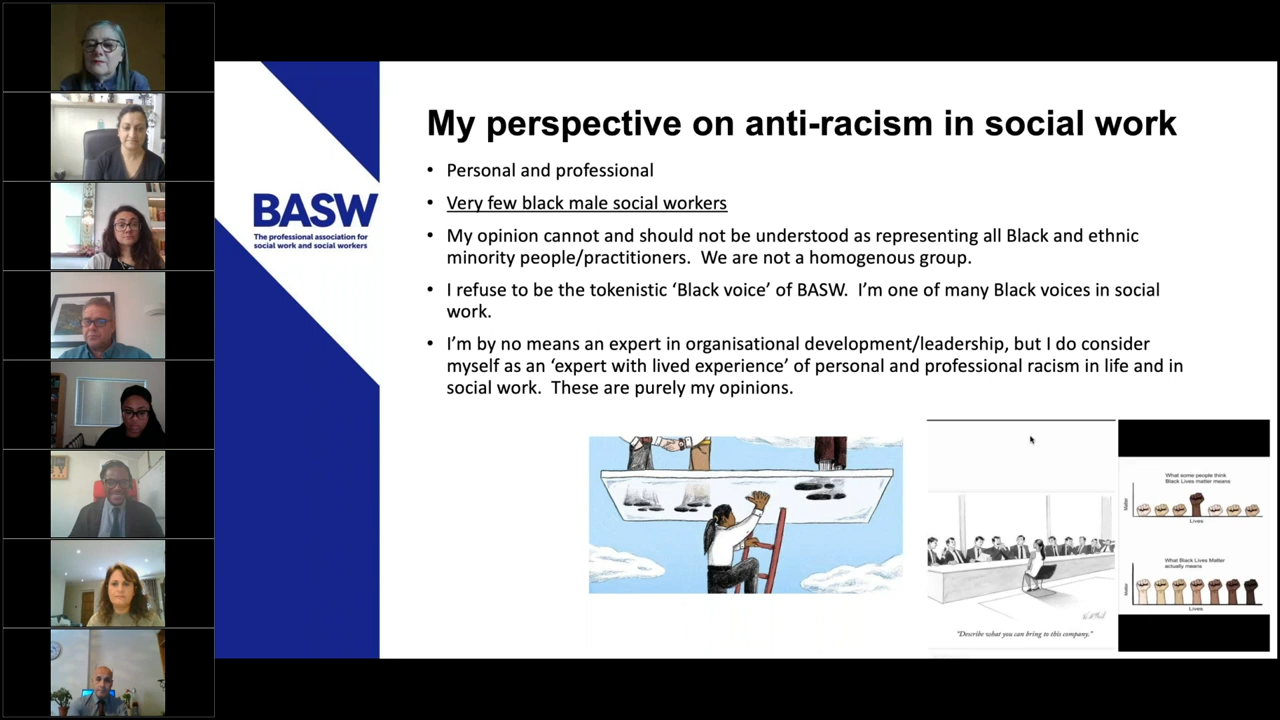 My perspective on anti-racism in social work
• Personal and professional
• Very few black male social workers
• My opinion cannot and should not be understood as representing all Black and ethnic
minority people/practitioners.  We are not a homogenous group.
• I refuse to be the tokenistic ‘Black voice’ of BASW.  I’m one of many Black voices in social
work.
• I’m by no means an expert in organisational development/leadership, but I do consider
myself as an ‘expert with lived experience’ of personal and professional racism in life and in
social work.  These are purely my opinions.
BASW
The professional association for
social work and social workers
"Describe what you can bring to this company."
What some people think
Black Lives matter means
Matter
Lives
What Black Lives Matter
actually means
Matter
Lives